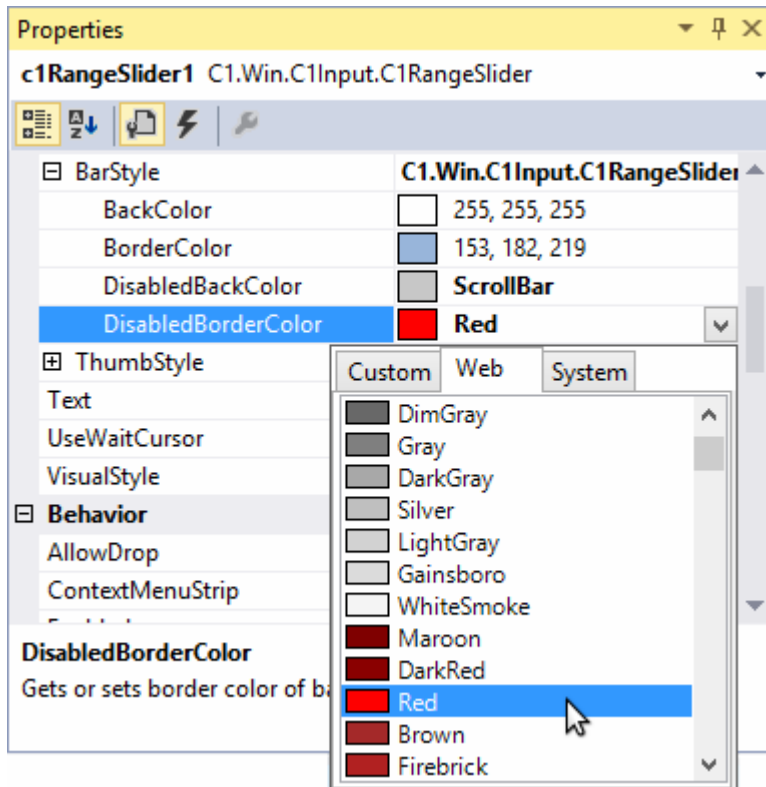 Properties
c1RangeSlider1 C1.Win.C1Input.C1RangeSlider
BarStyle C1.Win.C1Input.C1RangeSlider
BackColor 255, 255, 255
BorderColor 153, 182, 219
DisabledBackColor ScrollBar
DisabledBorderColor Red
ThumbStyle
Text
UseWaitCursor
VisualStyle
Behavior
AllowDrop
ContextMenuStrip
DisabledBorderColor
Gets or sets border color of
Custom Web System
DimGray
Gray
DarkGray
Silver
LightGray
Gainsboro
WhiteSmoke
Maroon
DarkRed
Red
Brown
Firebrick